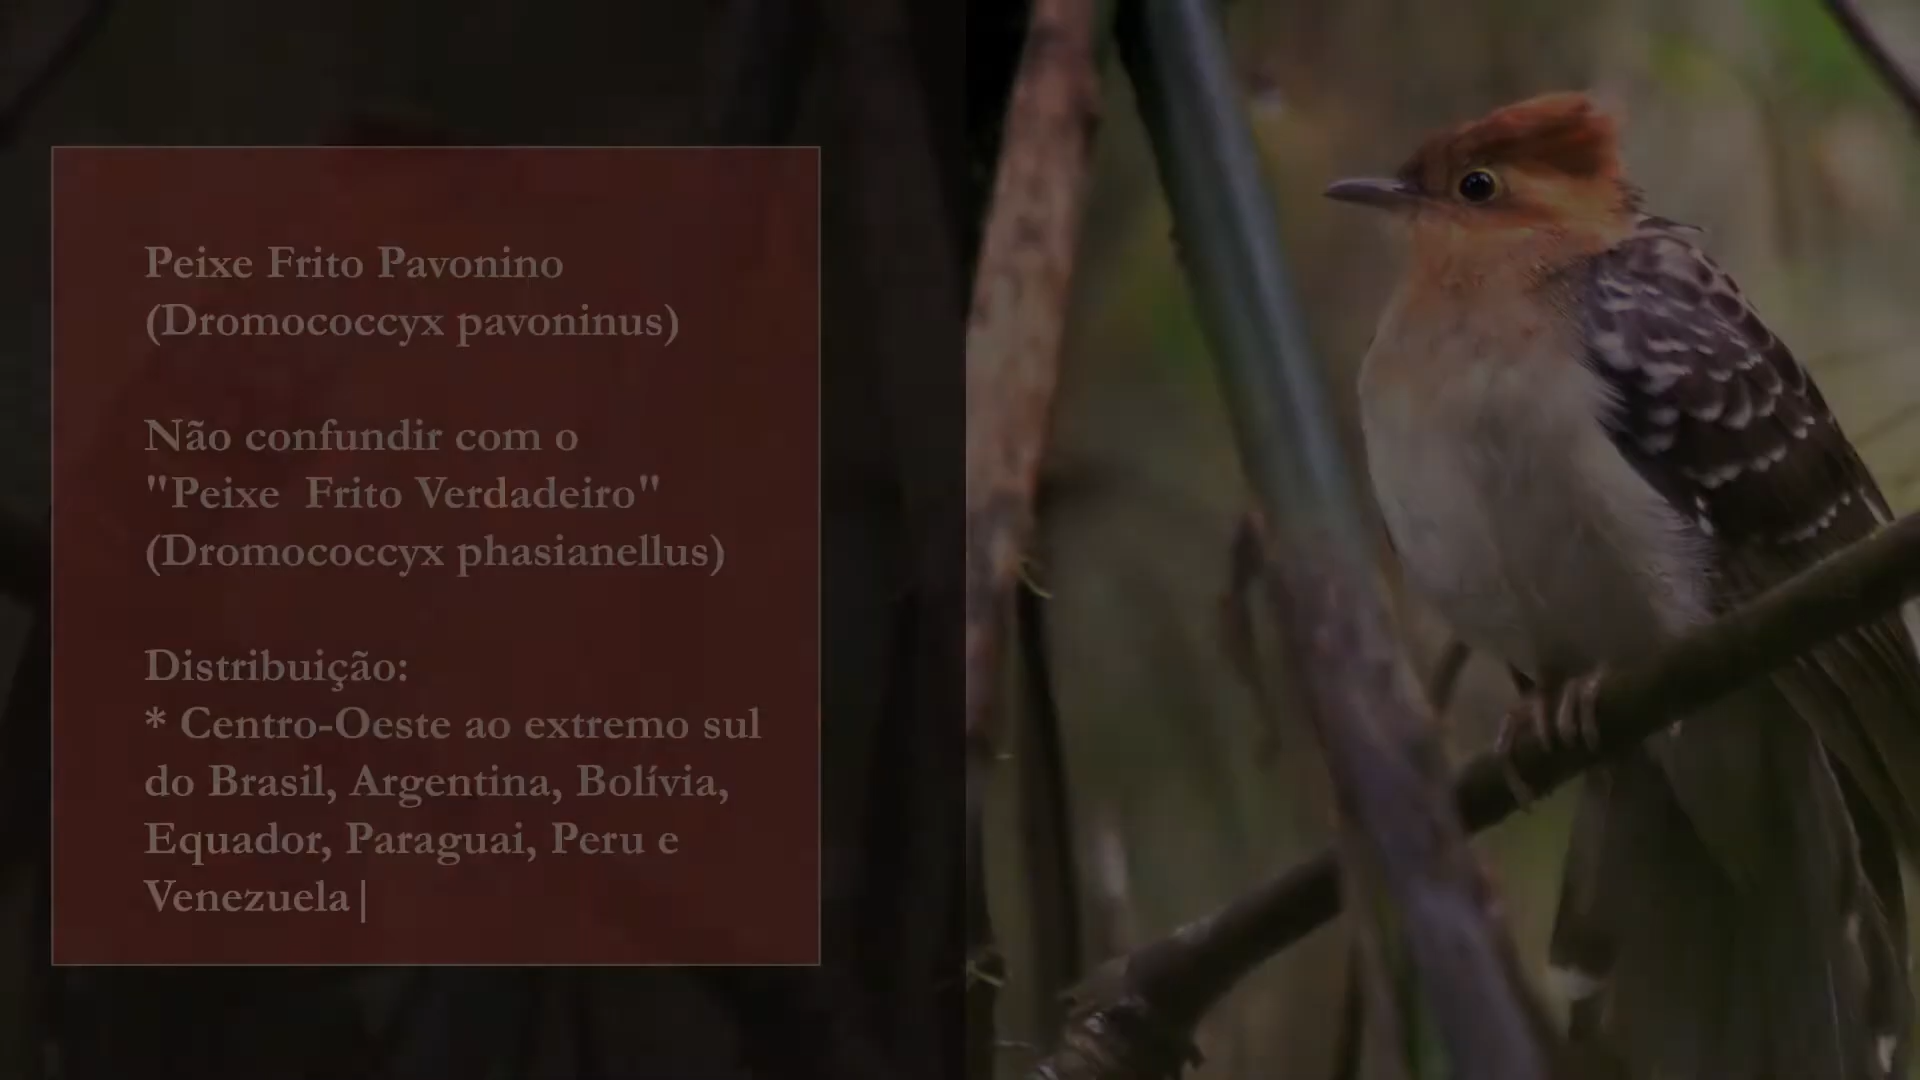 Peixe Frito Pavonino
(Dromococcyx pavoninus)
Não confundir com o
"Peixe  Frito Verdadeiro"
(Dromococcyx phasianellus)
Distribuição:
* Centro-Oeste ao extremo sul
do Brasil, Argentina, Bolívia,
Equador, Paraguai, Peru e
Venezuela|